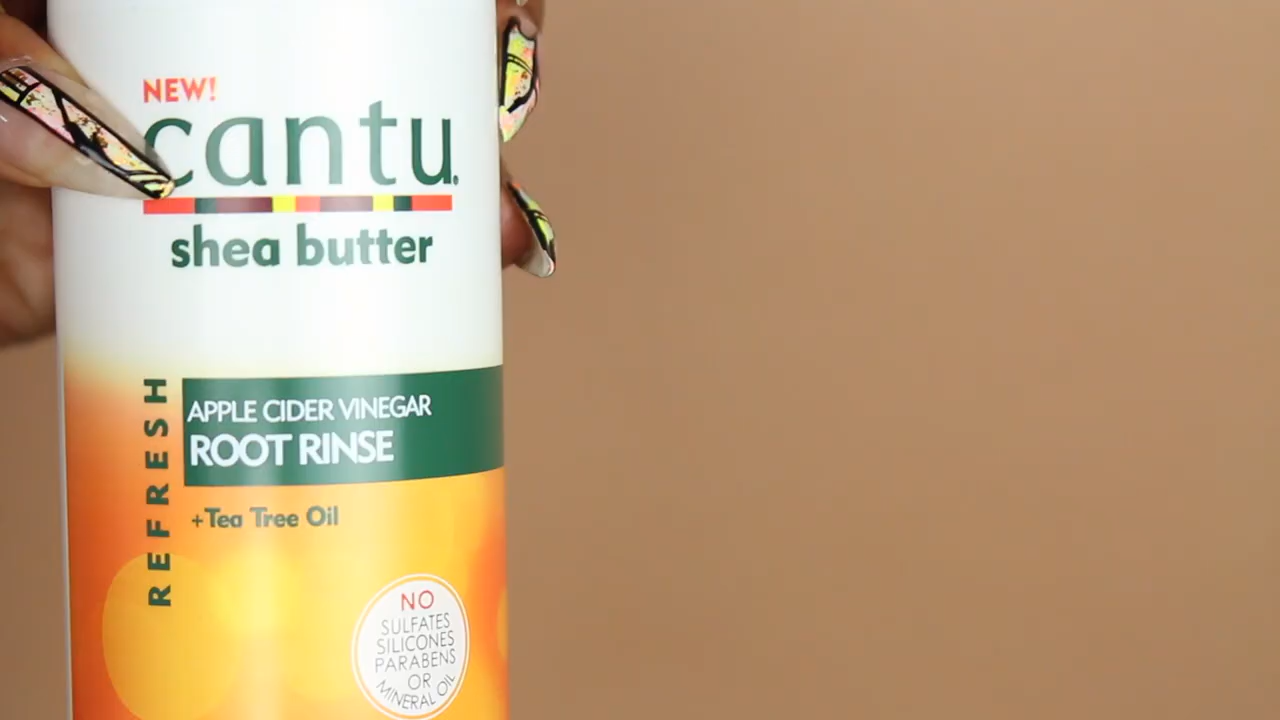 NEW!
cantu®
shea butter
REFRESH
APPLE CIDER VINEGAR
ROOT RINSE
+Tea Tree Oil
NO
SULFATES
SILICONES
PARABENS
OR
MINERAL OIL